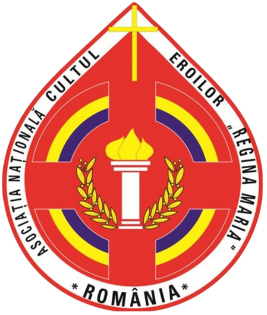 ASOCIAȚIA NAȚIONALĂ CULTUL EROILOR „REGINA MARIA”
* ROMÂNIA *